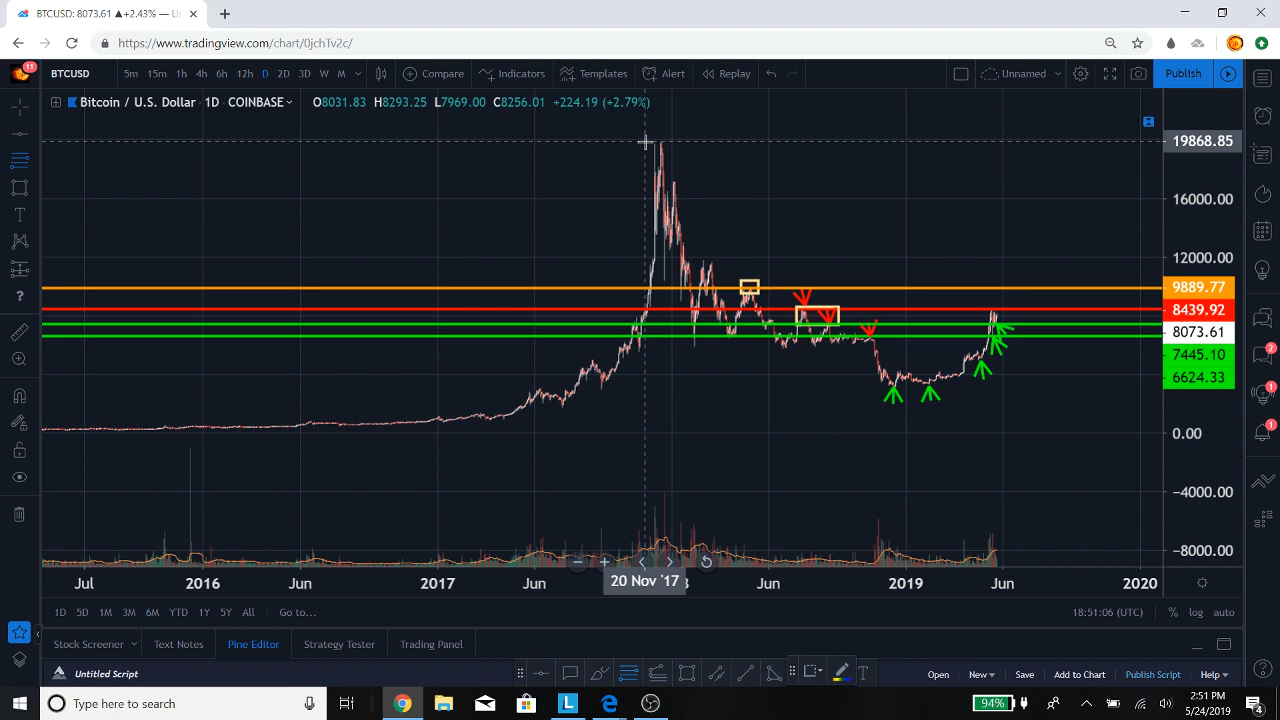 BTCUSD: 8073.61 ▲+2.43% — U
https://www.tradingview.com/chart/0jchTv2c/
11
BTCUSD 5m 15m 1h 4h 6h 12h D 2D 3D W M Compare Indicators Templates Alert Replay Unnamed Publish
Bitcoin / U.S. Dollar 1D COINBASE O8031.83 H8293.25 L7969.00 C8256.01 +224.19 (+2.79%)
19868.85
16000.00
12000.00
9889.77
8439.92
8073.61
7445.10
6624.33
0.00
−4000.00
−8000.00
2
1
1
Jul 2016 Jun 2017 Jun 20 Nov '17 Jun 2019 Jun 2020
1D 5D 1M 3M 6M YTD 1Y 5Y All Go to... 18:51:06 (UTC) % log auto
Stock Screener Text Notes Pine Editor Strategy Tester Trading Panel
Untitled Script Open New Save Publish Script Help
Type here to search 94% 2:51 PM
5/24/2019
4